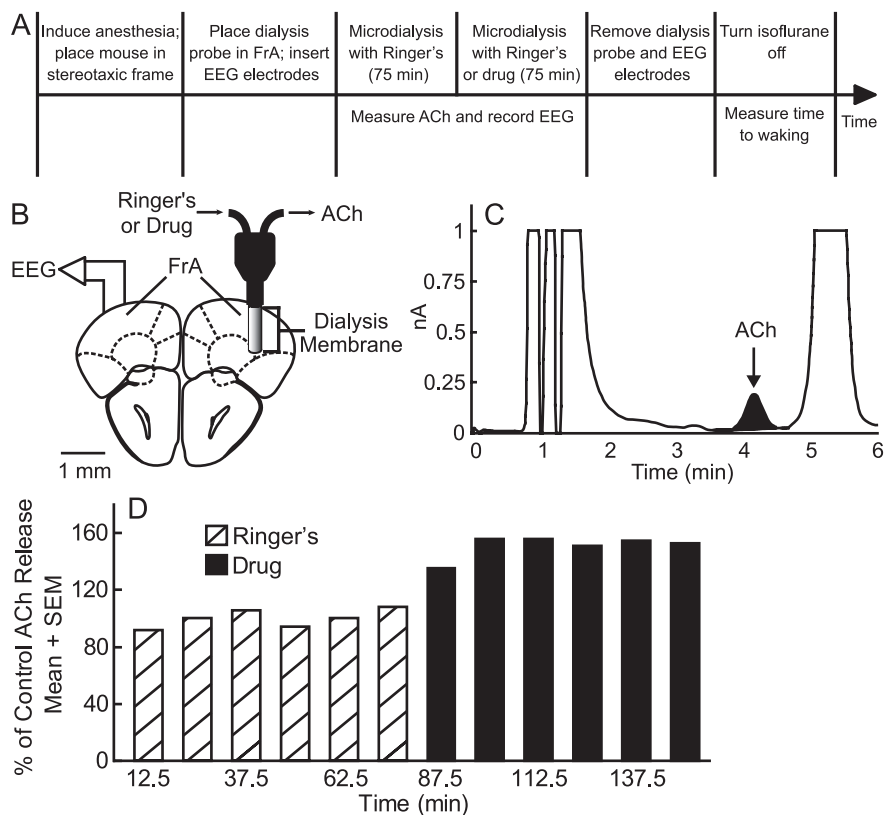 A
Induce anesthesia;
place mouse in
stereotaxic frame
Place dialysis
probe in FrA; insert
EEG electrodes
Microdialysis
with Ringer's
(75 min)
Microdialysis
with Ringer's
or drug (75 min)
Remove dialysis
probe and EEG
electrodes
Turn isoflurane
off
Measure ACh and record EEG
Measure time
to waking
Time
B
Ringer's
or Drug
ACh
EEG
FrA
Dialysis
Membrane
1 mm
C
1
0.75
0.5
0.25
0
nA
ACh
0 1 2 3 4 5 6
Time (min)
D
Ringer's
Drug
160
120
80
40
0
% of Control ACh Release
Mean + SEM
12.5 37.5 62.5 87.5 112.5 137.5
Time (min)